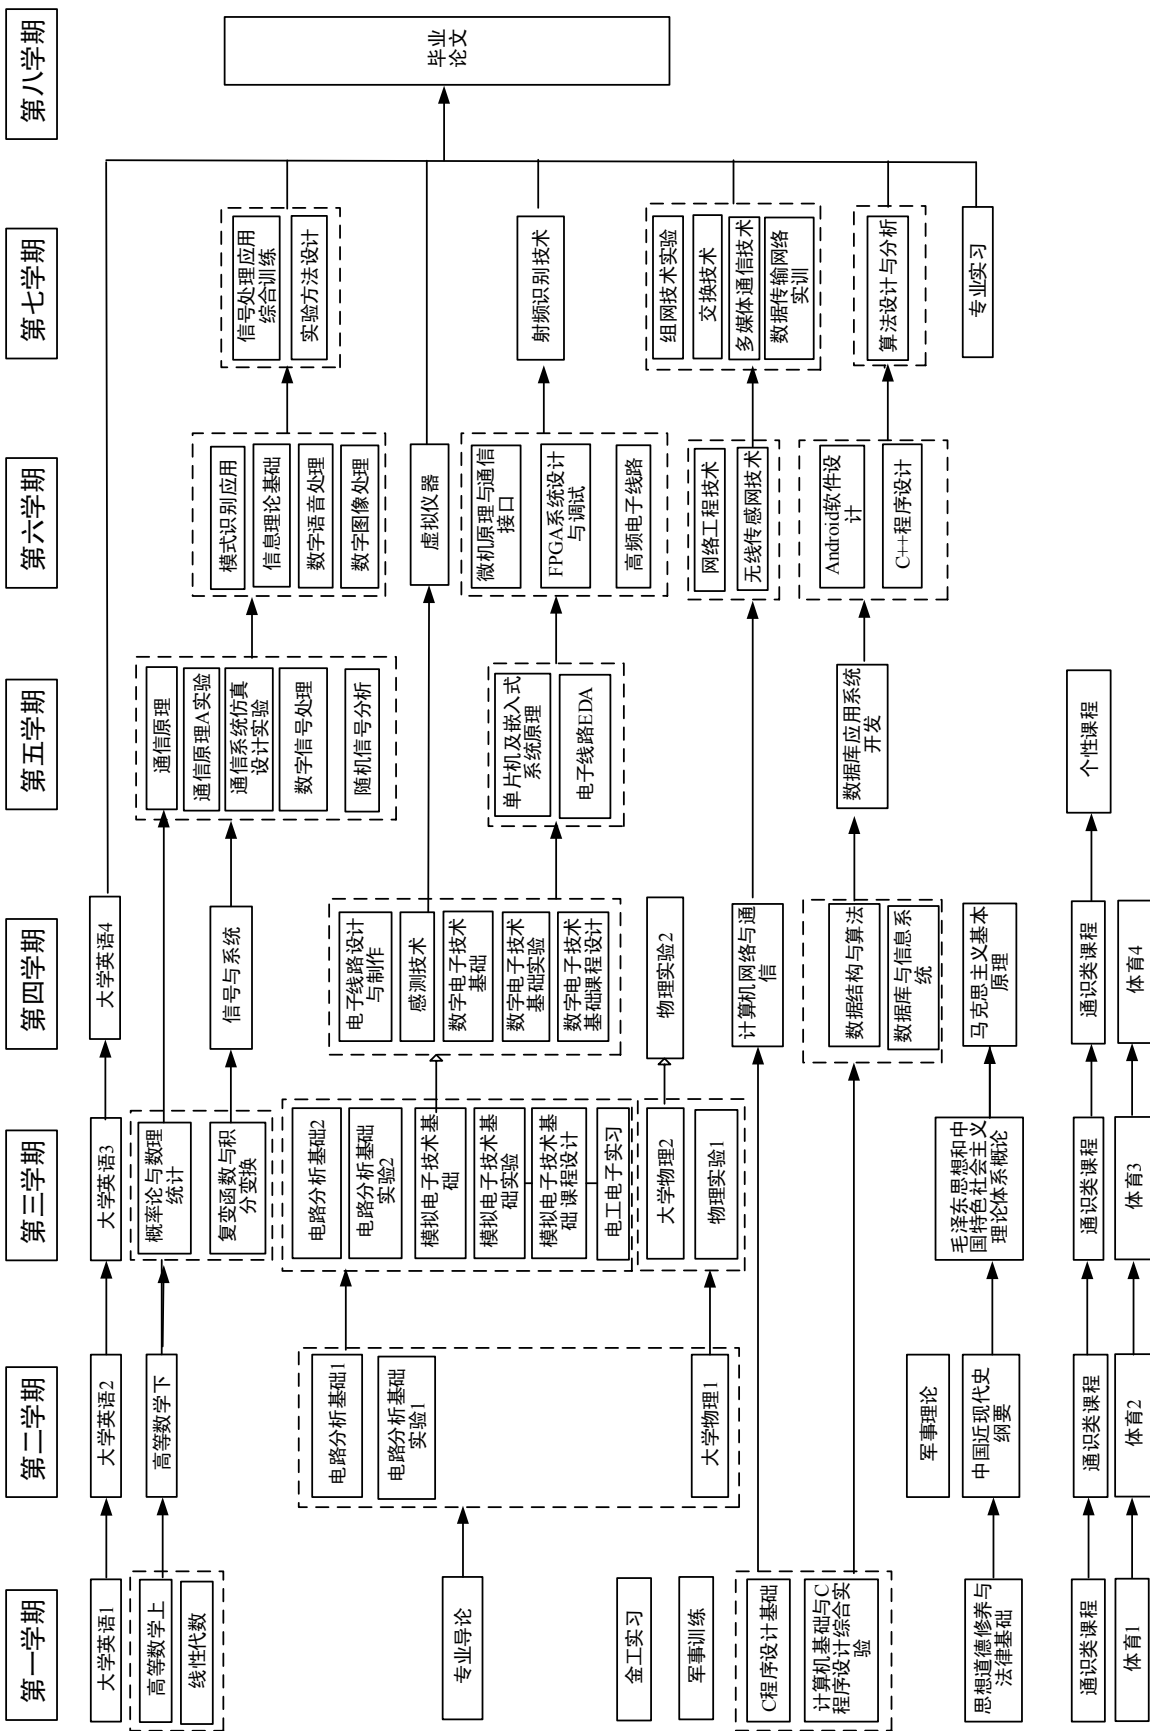 第一学期
第二学期
第三学期
第四学期
第五学期
第六学期
第七学期
第八学期
大学英语1
大学英语2
大学英语3
大学英语4
高等数学上
线性代数
高等数学下
概率论与数理
统计
复变函数与积
分变换
信号与系统
通信原理
通信原理A实验
通信系统仿真
设计实验
数字信号处理
随机信号分析
模式识别应用
信息理论基础
数字语音处理
数字图像处理
信号处理应用
综合训练
实验方法设计
毕业
论文
专业导论
电路分析基础1
电路分析基础
实验1
大学物理1
电路分析基础2
电路分析基础
实验2
模拟电子技术基
础
模拟电子技术基
础实验
模拟电子技术基
础 课程设计
电工电子实习
电子线路设计
与制作
感测技术
数字电子技术
基础
数字电子技术
基础实验
数字电子技术
基础课程设计
单片机及嵌入式
系统原理
电子线路EDA
虚拟仪器
微机原理与通信
接口
FPGA系统设计
与调试
高频电子线路
射频识别技术
金工实习
军事训练
大学物理2
物理实验1
物理实验2
C程序设计基础
计算机基础与C
程序设计综合实
验
计算机网络与通
信
网络工程技术
无线传感网技术
组网技术实验
交换技术
多媒体通信技术
数据传输网络
实训
数据结构与算法
数据库与信息系
统
数据库应用系统
开发
Android软件设
计
C++程序设计
算法设计与分析
专业实习
军事理论
思想道德修养与
法律基础
中国近现代史
纲要
毛泽东思想和中
国特色社会主义
理论体系概论
马克思主义基本
原理
通识类课程
通识类课程
通识类课程
通识类课程
个性课程
体育1
体育2
体育3
体育4